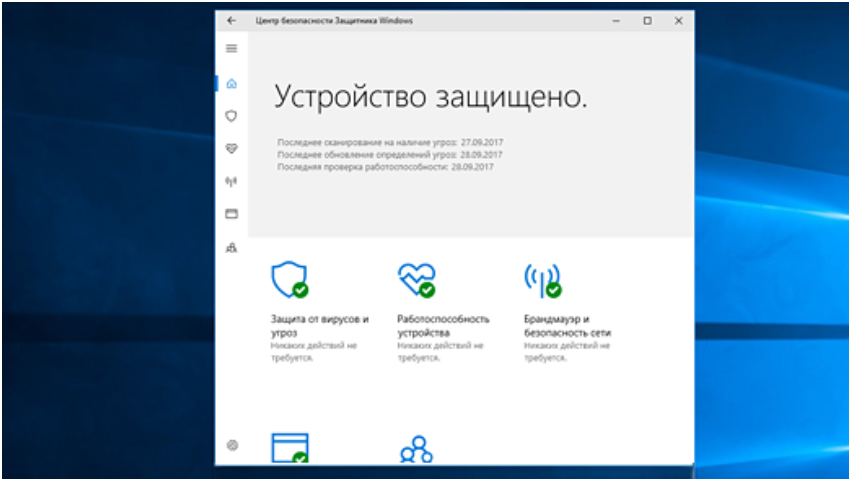 Центр безопасности Защитника Windows
Устройство защищено.
Последнее сканирование на наличие угроз: 27.09.2017
Последнее обновление определений угроз: 28.09.2017
Последняя проверка работоспособности: 28.09.2017
Защита от вирусов и
угроз
Никаких действий не
требуется.
Работоспособность
устройства
Никаких действий не
требуется.
Брандмауэр и
безопасность сети
Никаких действий не
требуется.